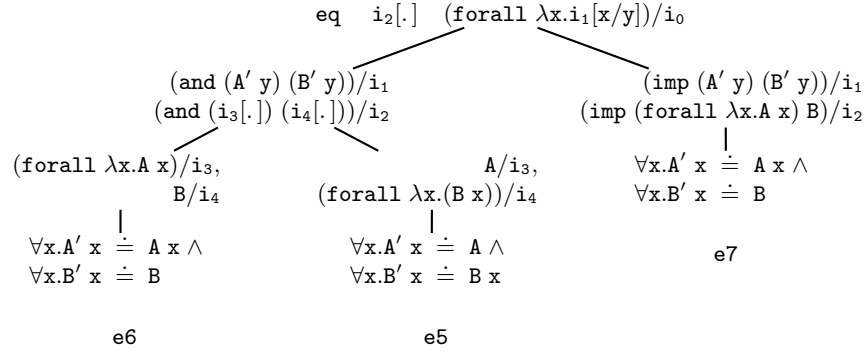 eq i₂[.] (forall λx.i₁[x/y])/i₀
(and (A′ y) (B′ y))/i₁
(and (i₃[.]) (i₄[.]))/i₂
(imp (A′ y) (B′ y))/i₁
(imp (forall λx.A x) B)/i₂
(forall λx.A x)/i₃,
B/i₄
A/i₃,
(forall λx.(B x))/i₄
∀x.A′ x ≐ A x ∧
∀x.B′ x ≐ B
e7
∀x.A′ x ≐ A x ∧
∀x.B′ x ≐ B
e6
∀x.A′ x ≐ A ∧
∀x.B′ x ≐ B x
e5